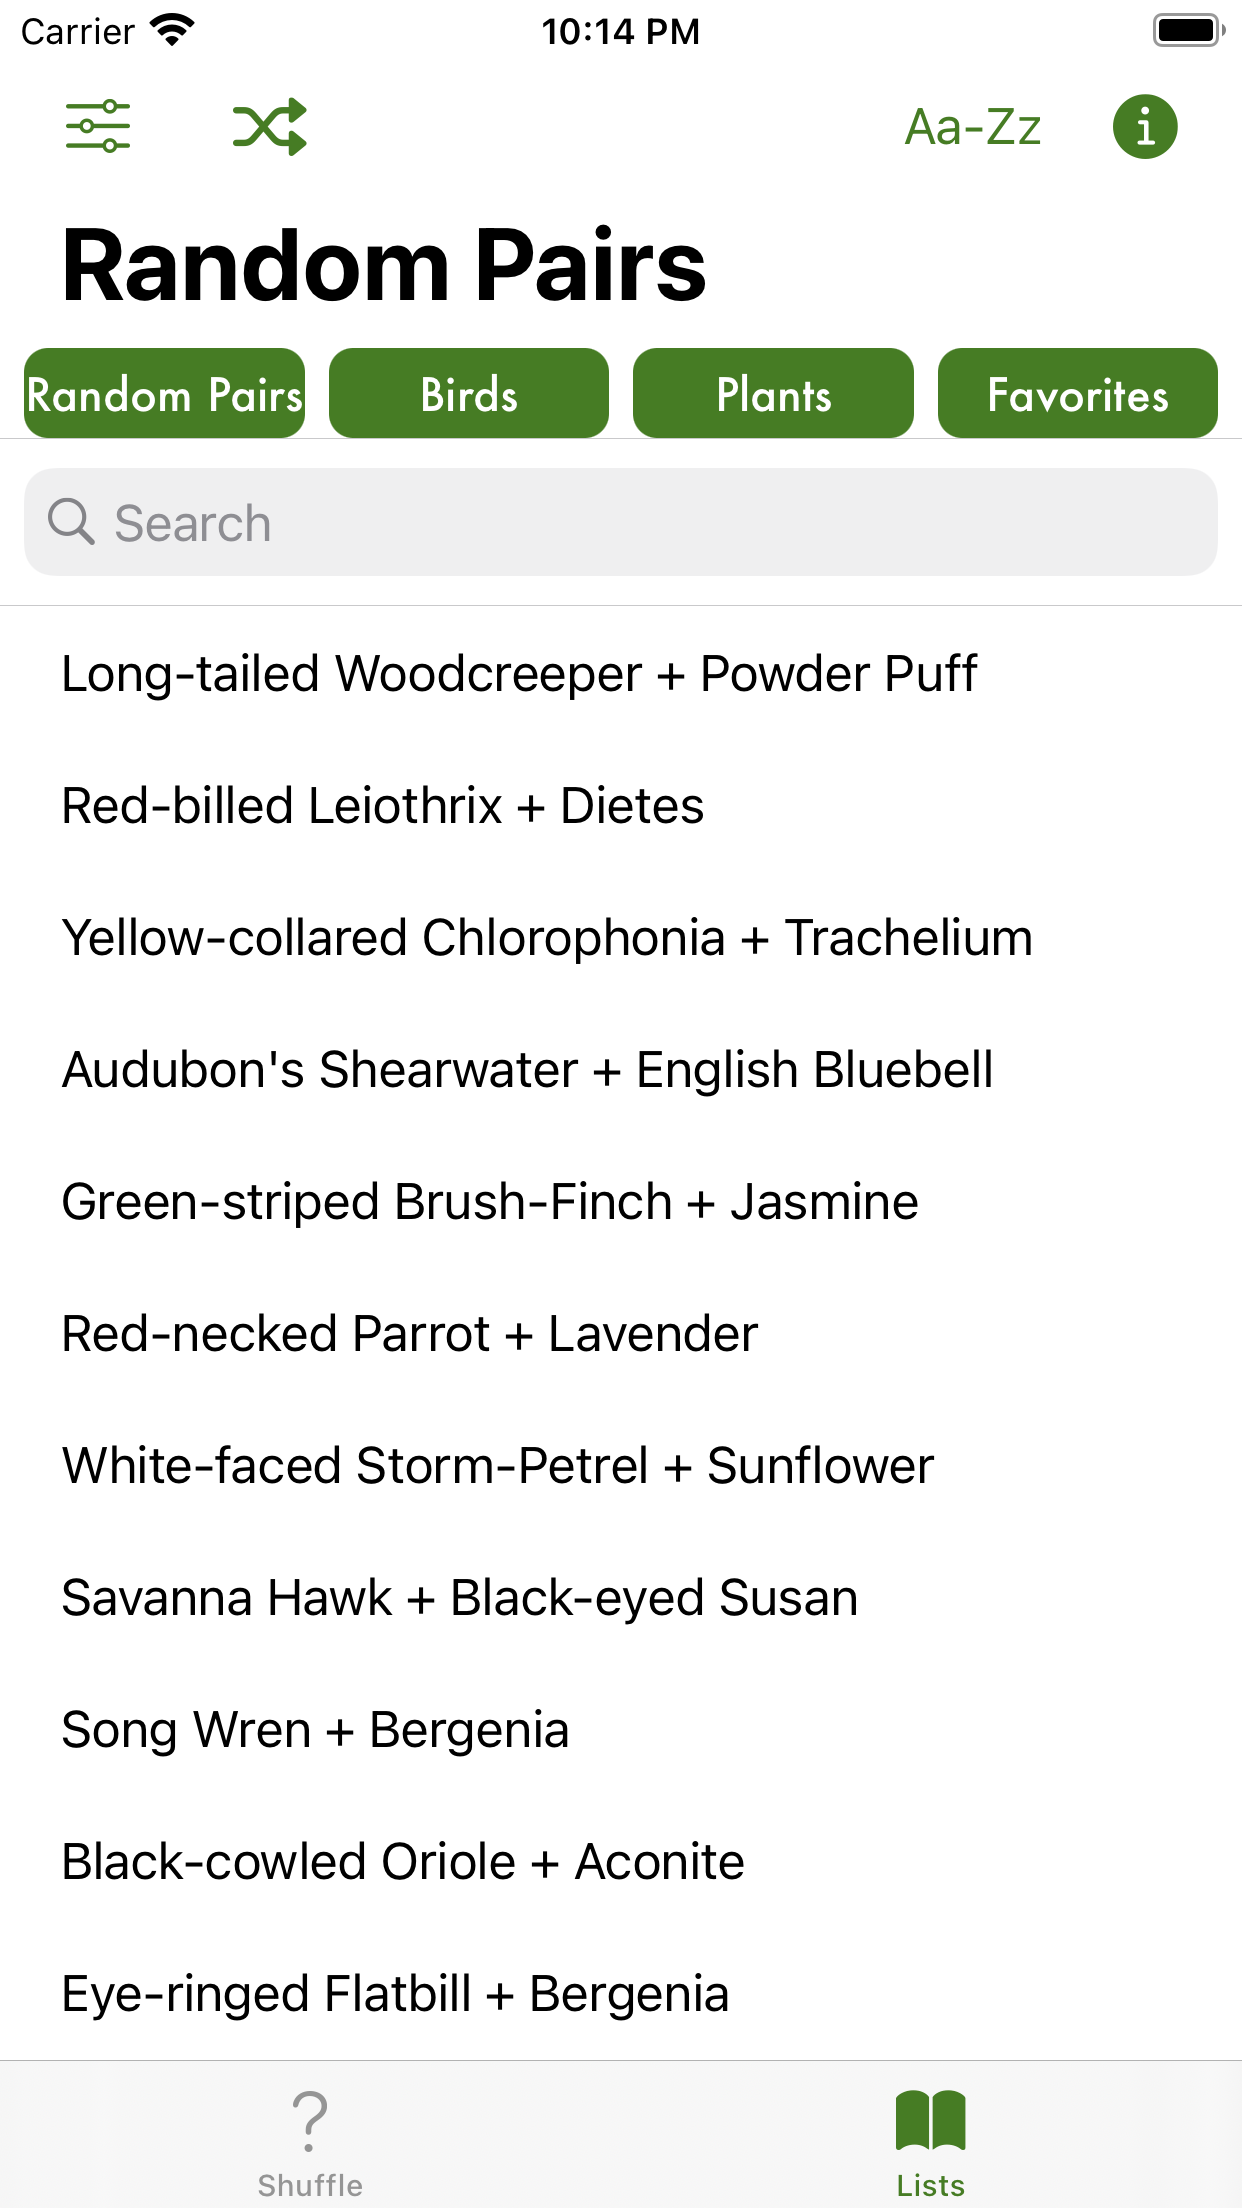 Carrier 10:14 PM
Aa-Zz
Random Pairs
Random Pairs Birds Plants Favorites
Search
Long-tailed Woodcreeper + Powder Puff
Red-billed Leiothrix + Dietes
Yellow-collared Chlorophonia + Trachelium
Audubon's Shearwater + English Bluebell
Green-striped Brush-Finch + Jasmine
Red-necked Parrot + Lavender
White-faced Storm-Petrel + Sunflower
Savanna Hawk + Black-eyed Susan
Song Wren + Bergenia
Black-cowled Oriole + Aconite
Eye-ringed Flatbill + Bergenia
Shuffle Lists